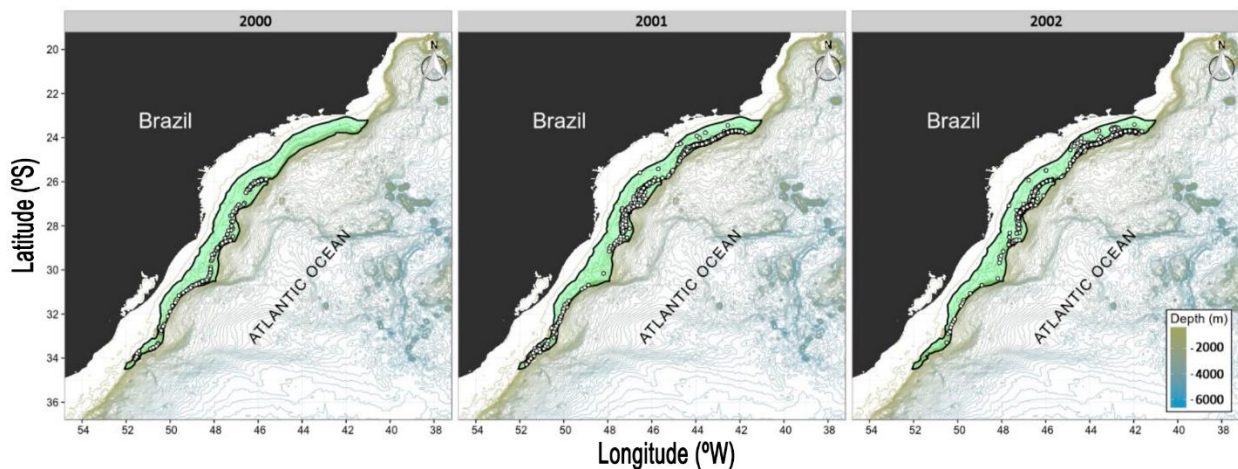 2000
2001
2002
N
N
N
20
22
24
26
28
30
32
34
36
Latitude (ºS)
Brazil
Brazil
Brazil
ATLANTIC OCEAN
ATLANTIC OCEAN
ATLANTIC OCEAN
Depth (m)
-2000
-4000
-6000
54 52 50 48 46 44 42 40 38
54 52 50 48 46 44 42 40 38
54 52 50 48 46 44 42 40 38
Longitude (ºW)